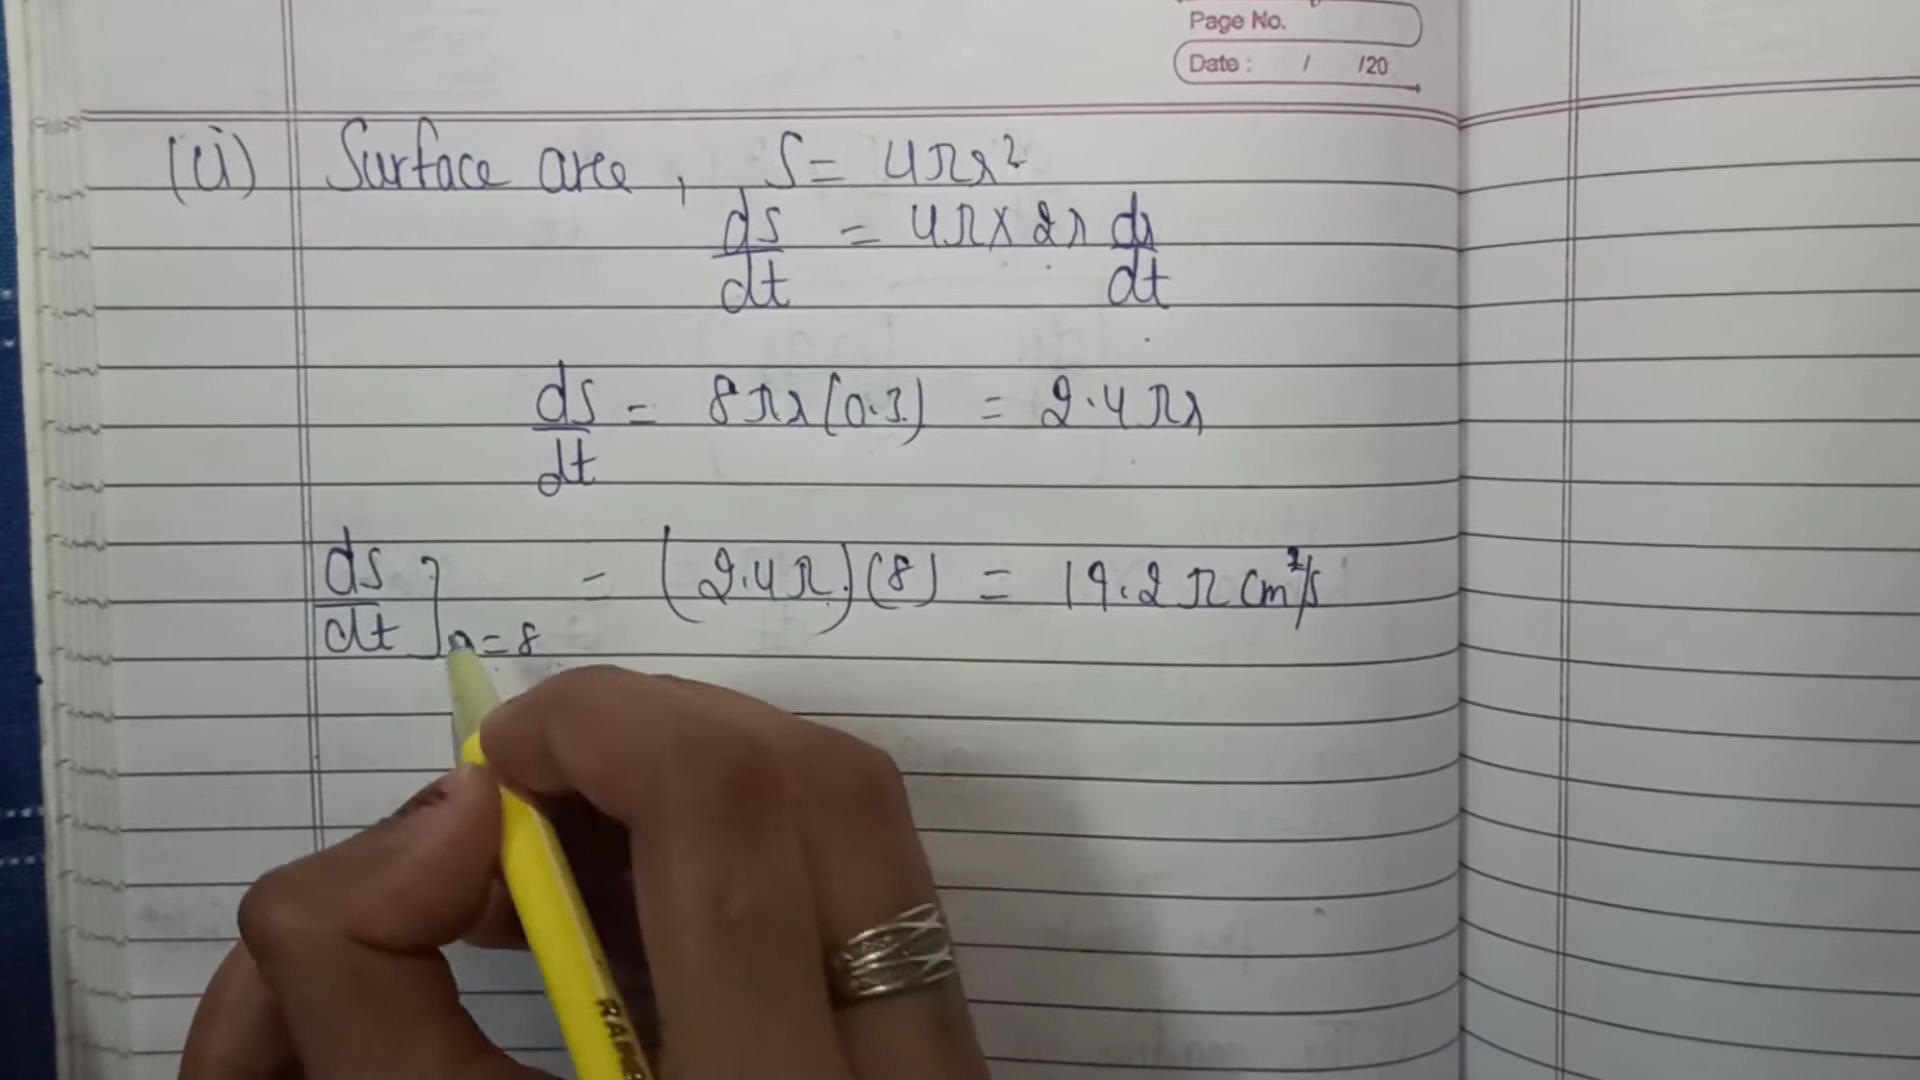 Page No.
Date : / /20
(ii) Surface area, S = 4πr²
ds/dt = 4π × 2r dr/dt
ds/dt = 8πr(0.3) = 2.4πr
ds/dt]r=8 = (2.4π)(8) = 19.2π cm²/s